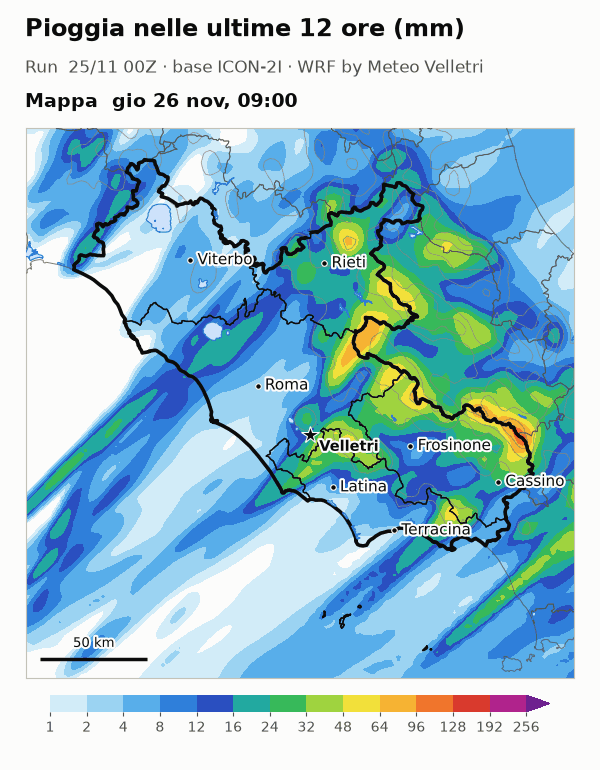 Pioggia nelle ultime 12 ore (mm)
Run  25/11 00Z · base ICON-2I · WRF by Meteo Velletri
Mappa  gio 26 nov, 09:00
Viterbo
Rieti
Roma
Velletri
Frosinone
Latina
Cassino
Terracina
50 km
1 2 4 8 12 16 24 32 48 64 96 128 192 256